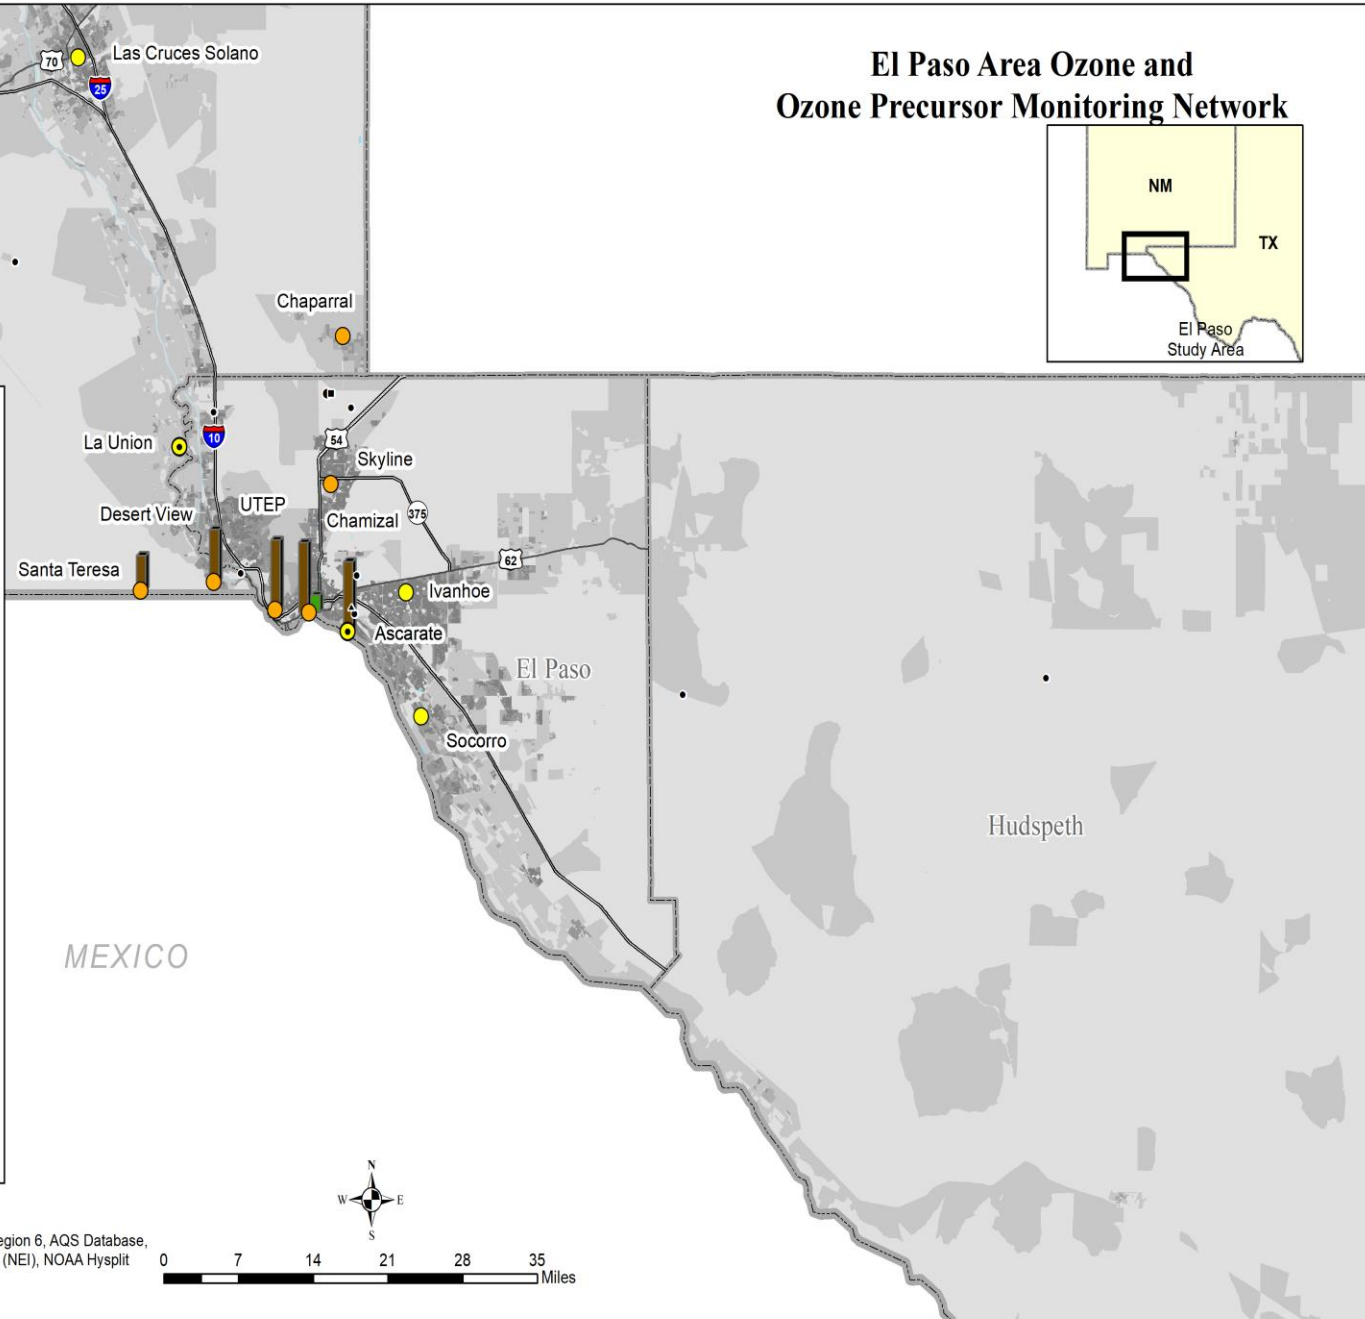 El Paso Area Ozone and
Ozone Precursor Monitoring Network
NM
TX
El Paso
Study Area
70
Las Cruces Solano
25
Chaparral
La Union
10
54
Skyline
Desert View
UTEP
Chamizal
375
Santa Teresa
62
Ivanhoe
Ascarate
El Paso
Socorro
Hudspeth
MEXICO
N
W
E
S
egion 6, AQS Database,
(NEI), NOAA Hysplit
0 7 14 21 28 35
Miles